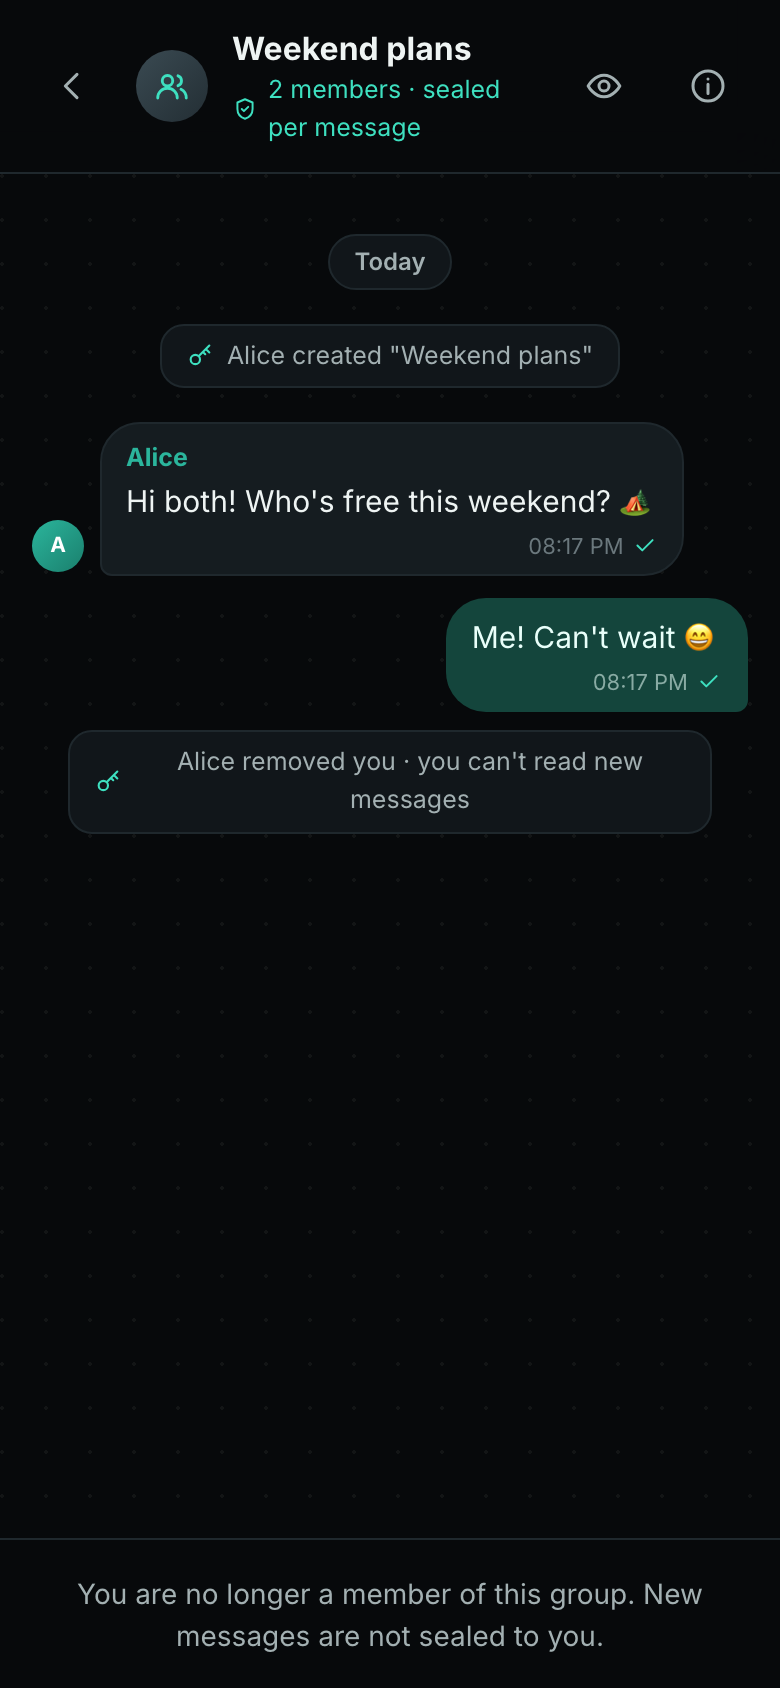 Weekend plans
2 members · sealed
per message
Today
Alice created "Weekend plans"
Alice
Hi both! Who's free this weekend? 🏕️
A
08:17 PM
Me! Can't wait 😄
08:17 PM
Alice removed you · you can't read new
messages
You are no longer a member of this group. New
messages are not sealed to you.